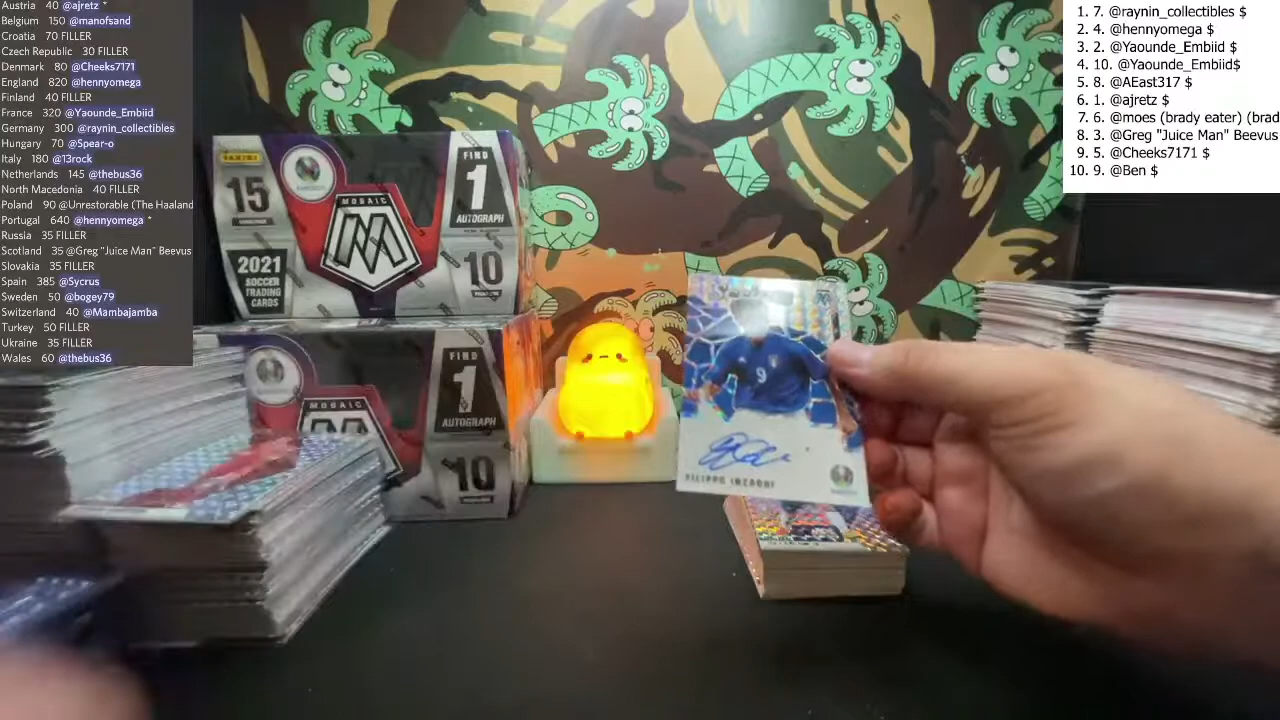 Austria 40 @ajretz *
Belgium 150 @manofsand
Croatia 70 FILLER
Czech Republic 30 FILLER
Denmark 80 @Cheeks7171
England 820 @hennyomega
Finland 40 FILLER
France 320 @Yaounde_Embiid
Germany 300 @raynin_collectibles
Hungary 70 @Spear-o
Italy 180 @13rock
Netherlands 145 @thebus36
North Macedonia 40 FILLER
Poland 90 @Unrestorable (The Haaland
Portugal 640 @hennyomega *
Russia 35 FILLER
Scotland 35 @Greg "Juice Man" Beevus
Slovakia 35 FILLER
Spain 385 @Sycrus
Sweden 50 @bogey79
Switzerland 40 @Mambajamba
Turkey 50 FILLER
Ukraine 35 FILLER
Wales 60 @thebus36
1. 7. @raynin_collectibles $
2. 4. @hennyomega $
3. 2. @Yaounde_Embiid $
4. 10. @Yaounde_Embiid$
5. 8. @AEast317 $
6. 1. @ajretz $
7. 6. @moes (brady eater) (brad
8. 3. @Greg "Juice Man" Beevus
9. 5. @Cheeks7171 $
10. 9. @Ben $
PANINI
15
2021
SOCCER
TRADING
CARDS
MOSAIC
FIND
1
AUTOGRAPH
10
MOSAIC
FIND
1
AUTOGRAPH
10
9
FILIPPO INZAGHI